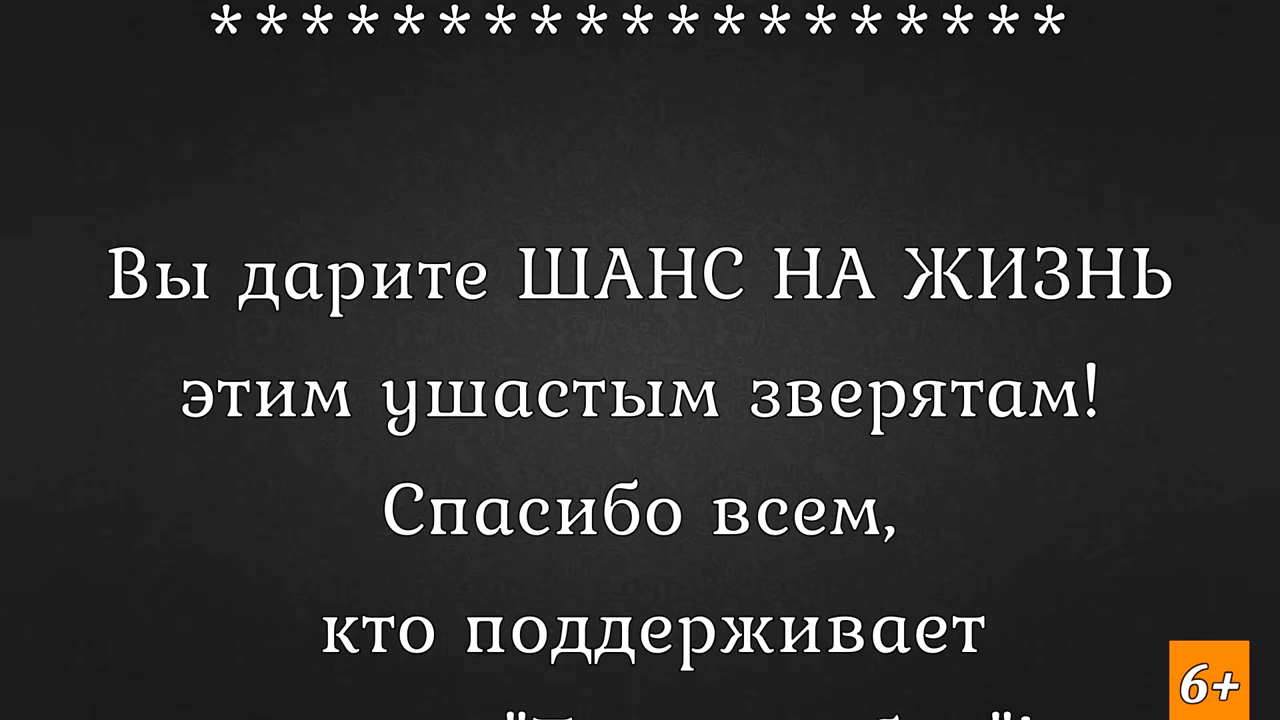 *******************
Вы дарите ШАНС НА ЖИЗНЬ
этим ушастым зверятам!
Спасибо всем,
кто поддерживает
6+